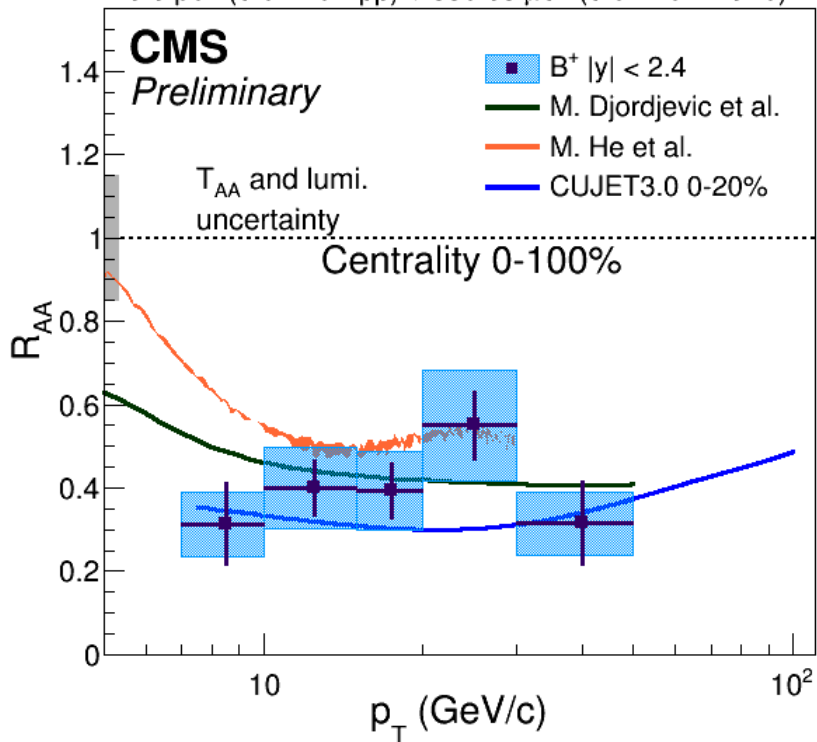 CMS
Preliminary
B⁺ |y| < 2.4
M. Djordjevic et al.
M. He et al.
CUJET3.0 0-20%
T_AA and lumi.
uncertainty
Centrality 0-100%
R_AA
1.4
1.2
1
0.8
0.6
0.4
0.2
0
10
10²
p_T (GeV/c)